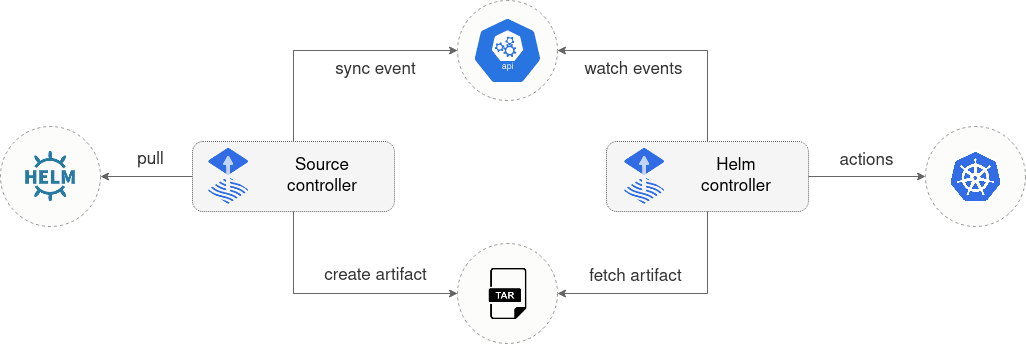 api
sync event
watch events
HELM
pull
Source
controller
Helm
controller
actions
create artifact
TAR
fetch artifact